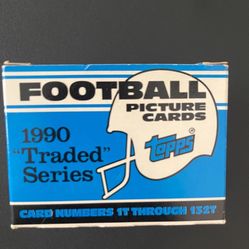 FOOTBALL
PICTURE
CARDS
1990
"Traded"
Series
topps
CARD NUMBERS 1T THROUGH 132T